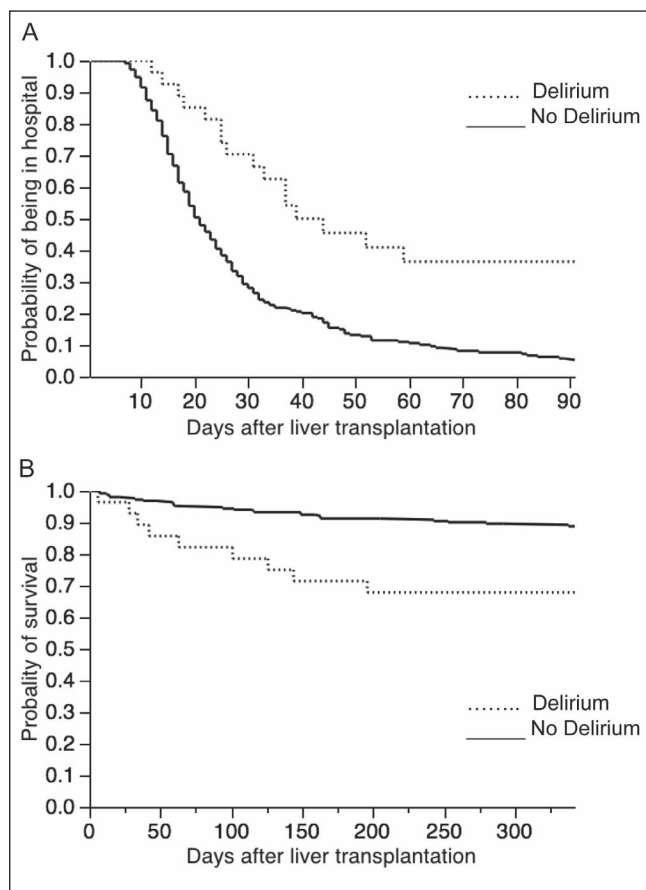 A
Probability of being in hospital
1.0
0.9
0.8
0.7
0.6
0.5
0.4
0.3
0.2
0.1
0.0
Delirium
No Delirium
10 20 30 40 50 60 70 80 90
Days after liver transplantation
B
Probality of survival
1.0
0.9
0.8
0.7
0.6
0.5
0.4
0.3
0.2
0.1
0.0
Delirium
No Delirium
0 50 100 150 200 250 300
Days after liver transplantation